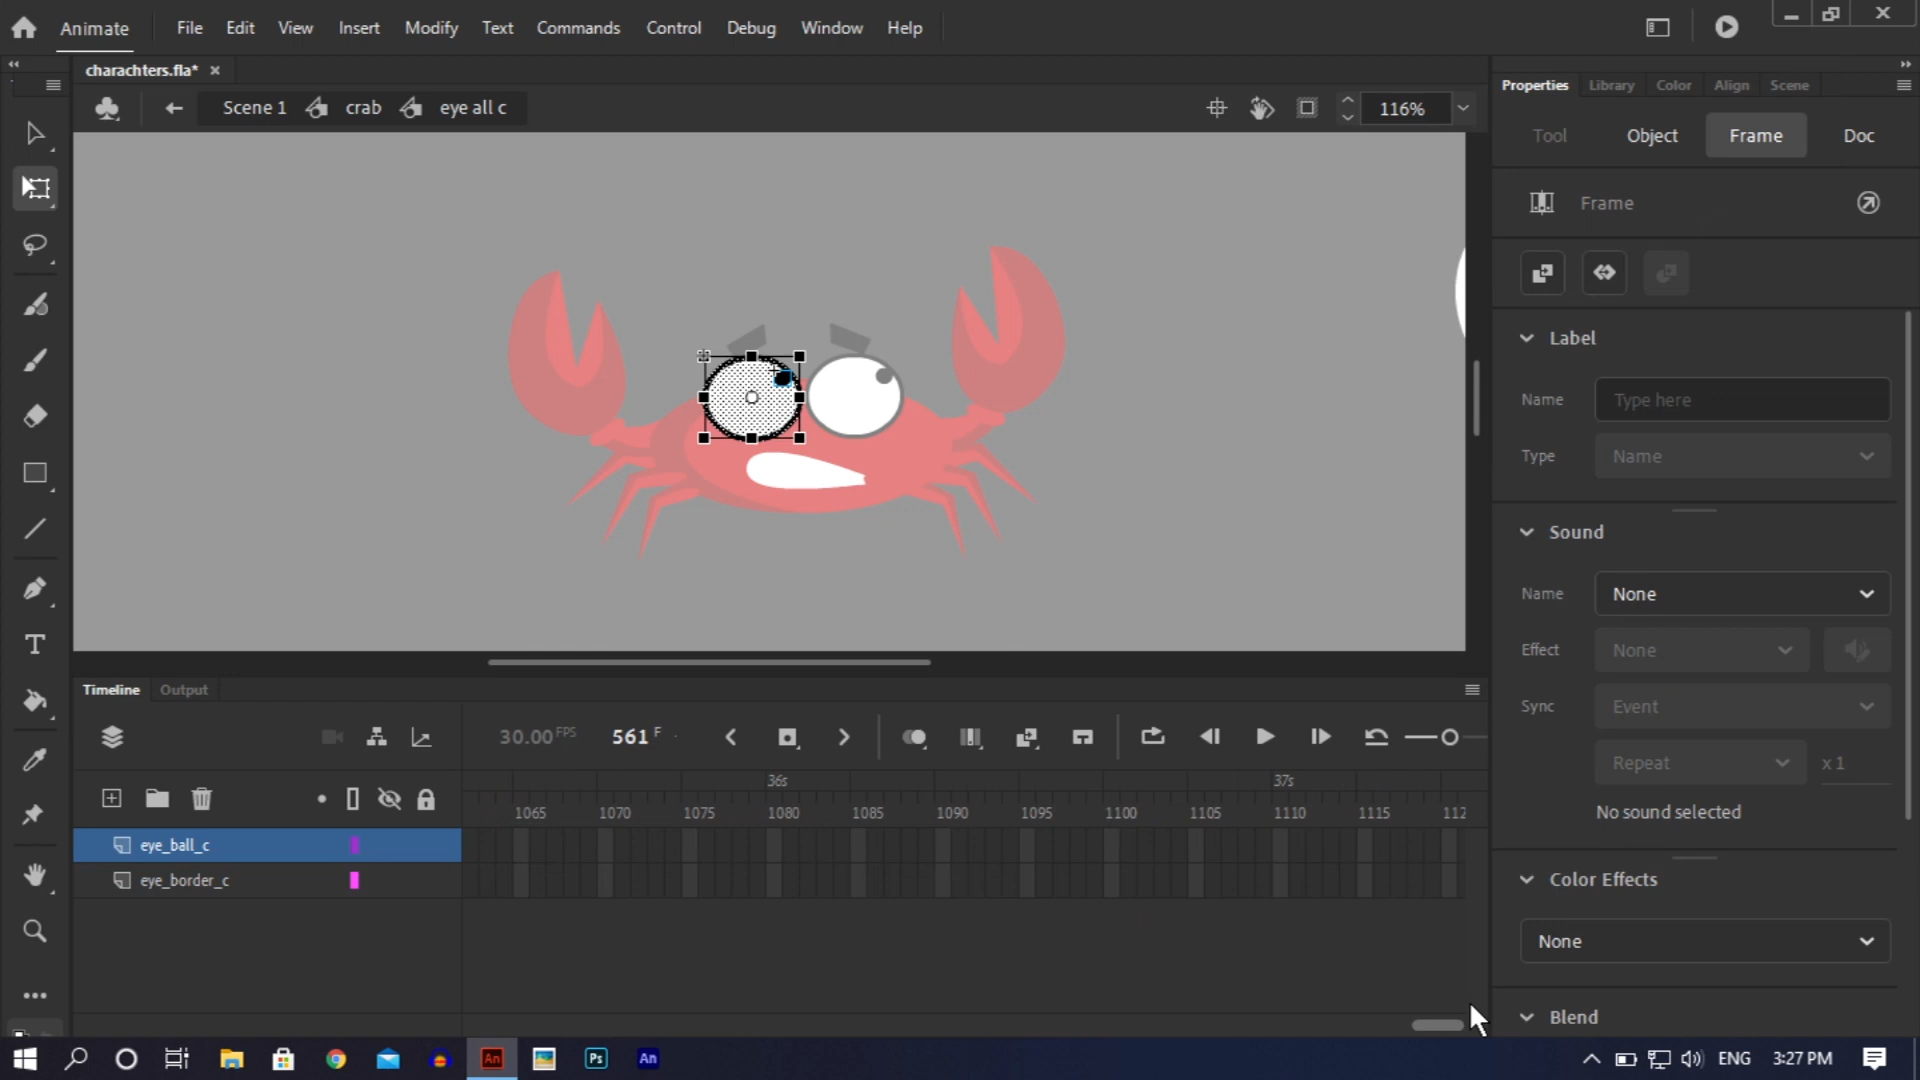 Animate File Edit View Insert Modify Text Commands Control Debug Window Help
charachters.fla*
Scene 1 crab eye all c 116%
Properties Library Color Align Scene
Tool Object Frame Doc
Frame
Label
Name Type here
Type Name
Sound
Name None
Effect None
Sync Event
Repeat x 1
No sound selected
Color Effects
None
Blend
Timeline Output
30.00 FPS 561 F
36s 37s
1065 1070 1075 1080 1085 1090 1095 1100 1105 1110 1115 112
eye_ball_c
eye_border_c
An Ps An ENG 3:27 PM